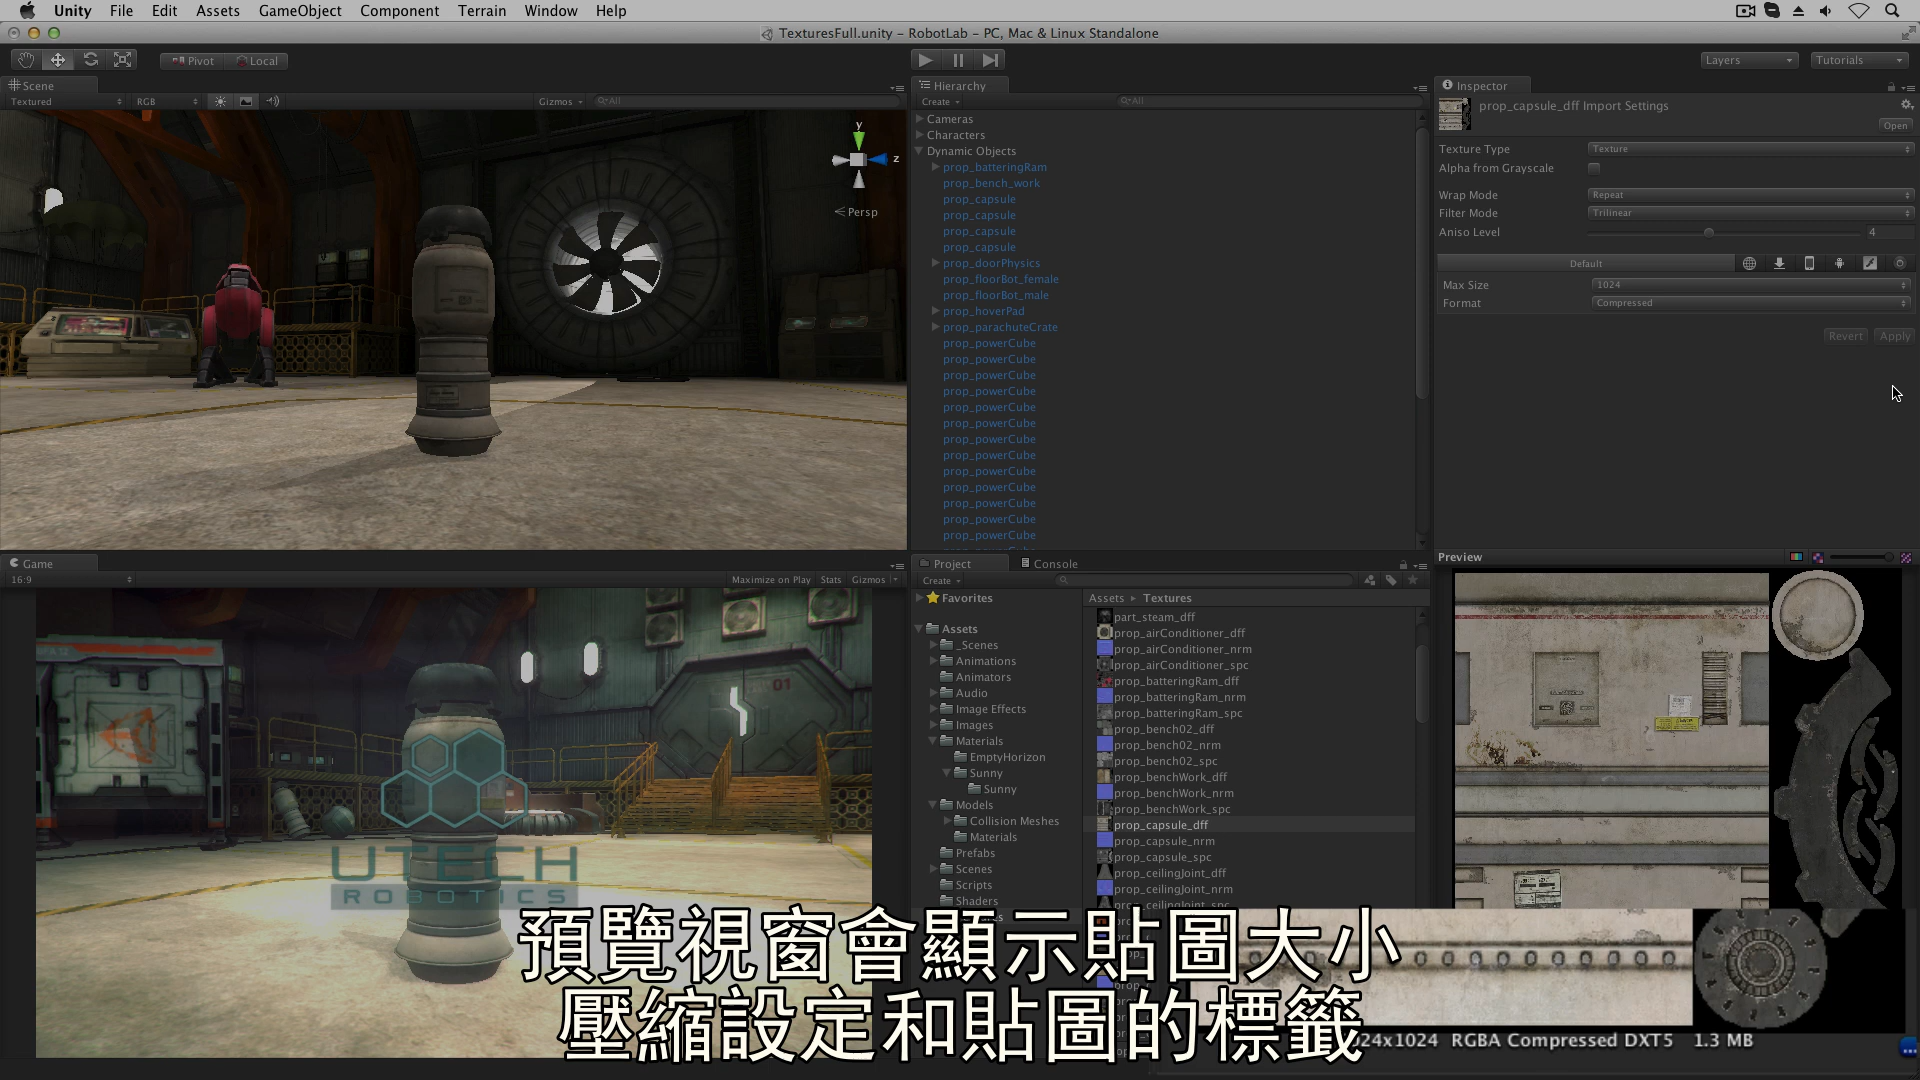 Unity File Edit Assets GameObject Component Terrain Window Help
TexturesFull.unity – RobotLab – PC, Mac & Linux Standalone
Pivot Local
Layers Tutorials
Scene
Textured RGB Gizmos All
y
z
Persp
Hierarchy
Create All
Cameras
Characters
Dynamic Objects
prop_batteringRam
prop_bench_work
prop_capsule
prop_capsule
prop_capsule
prop_capsule
prop_doorPhysics
prop_floorBot_female
prop_floorBot_male
prop_hoverPad
prop_parachuteCrate
prop_powerCube
prop_powerCube
prop_powerCube
prop_powerCube
prop_powerCube
prop_powerCube
prop_powerCube
prop_powerCube
prop_powerCube
prop_powerCube
prop_powerCube
prop_powerCube
prop_powerCube
Inspector
prop_capsule_dff Import Settings
Open
Texture Type Texture
Alpha from Grayscale
Wrap Mode Repeat
Filter Mode Trilinear
Aniso Level 4
Default
Max Size 1024
Format Compressed
Revert Apply
Game
16:9 Maximize on Play Stats Gizmos
01
UTECH
ROBOTICS
Project Console
Create
Favorites
Assets
_Scenes
Animations
Animators
Audio
Image Effects
Images
Materials
EmptyHorizon
Sunny
Sunny
Models
Collision Meshes
Materials
Prefabs
Scenes
Scripts
Shaders
Assets Textures
part_steam_dff
prop_airConditioner_dff
prop_airConditioner_nrm
prop_airConditioner_spc
prop_batteringRam_dff
prop_batteringRam_nrm
prop_batteringRam_spc
prop_bench02_dff
prop_bench02_nrm
prop_bench02_spc
prop_benchWork_dff
prop_benchWork_nrm
prop_benchWork_spc
prop_capsule_dff
prop_capsule_nrm
prop_capsule_spc
prop_ceilingJoint_dff
prop_ceilingJoint_nrm
prop_ceilingJoint_spc
Preview
24x1024 RGBA Compressed DXT5 1.3 MB
預覽視窗會顯示貼圖大小
壓縮設定和貼圖的標籤